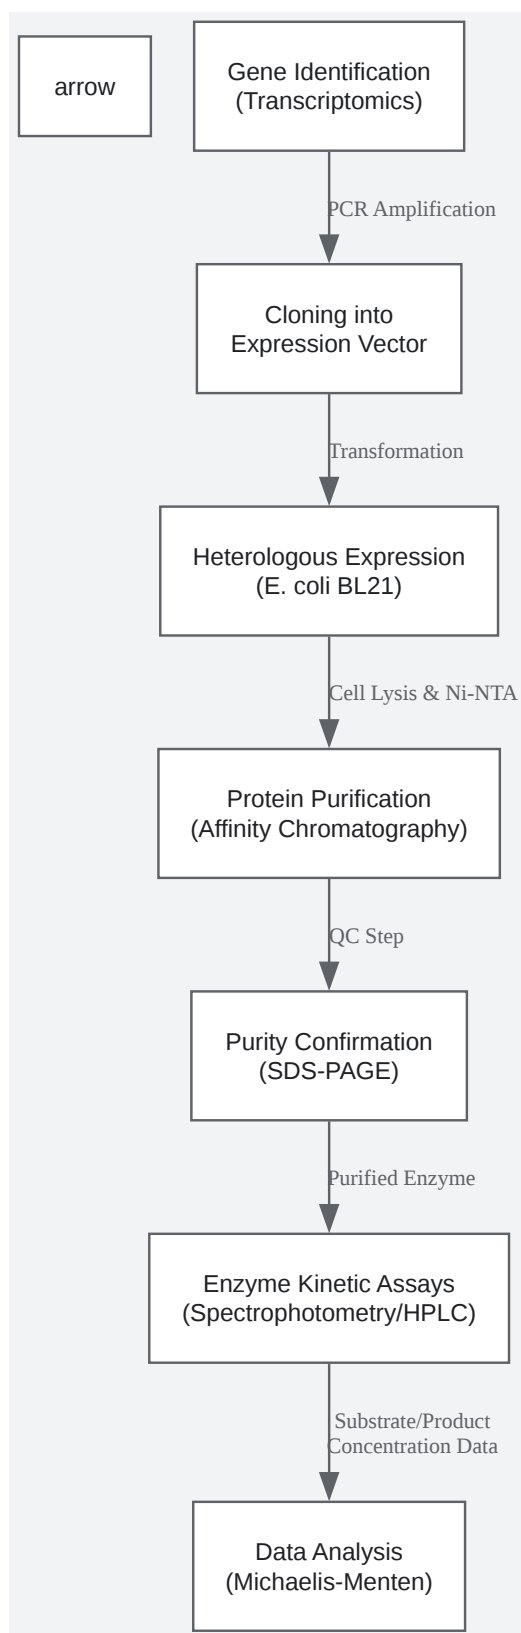 arrow
Gene Identification
(Transcriptomics)
PCR Amplification
Cloning into
Expression Vector
Transformation
Heterologous Expression
(E. coli BL21)
Cell Lysis & Ni-NTA
Protein Purification
(Affinity Chromatography)
QC Step
Purity Confirmation
(SDS-PAGE)
Purified Enzyme
Enzyme Kinetic Assays
(Spectrophotometry/HPLC)
Substrate/Product
Concentration Data
Data Analysis
(Michaelis-Menten)